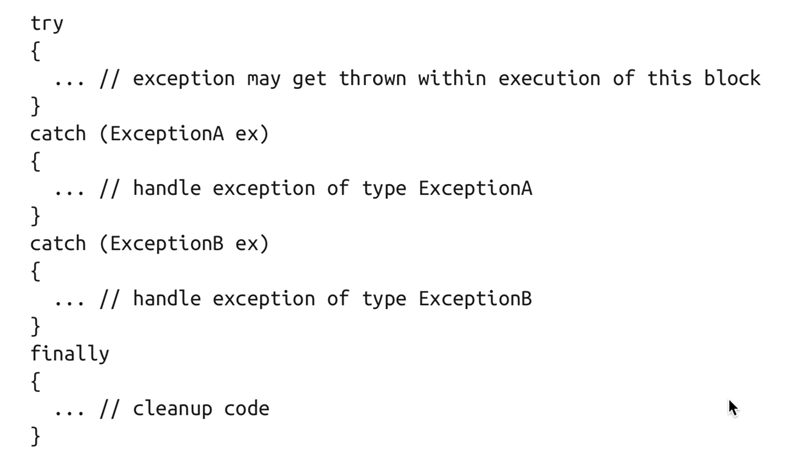 try
{
  ... // exception may get thrown within execution of this block
}
catch (ExceptionA ex)
{
  ... // handle exception of type ExceptionA
}
catch (ExceptionB ex)
{
  ... // handle exception of type ExceptionB
}
finally
{
  ... // cleanup code
}